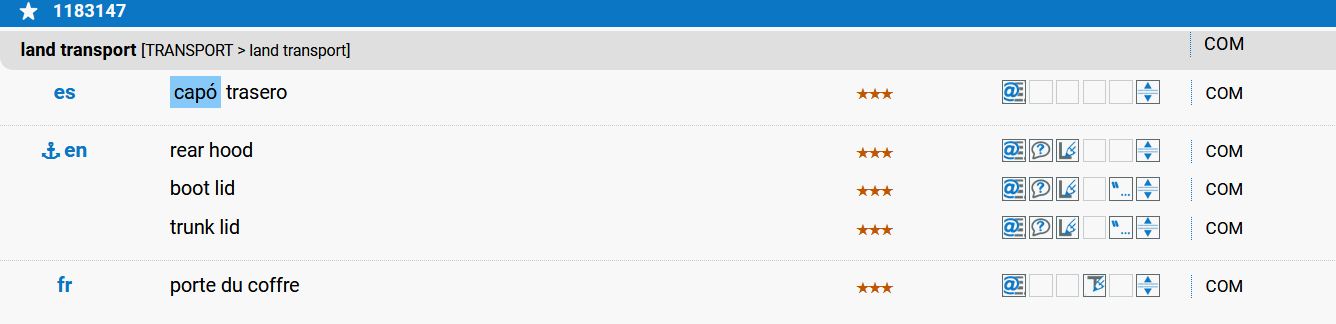 1183147
land transport [TRANSPORT > land transport] COM
es capó trasero COM
en rear hood COM
boot lid COM
trunk lid COM
fr porte du coffre COM